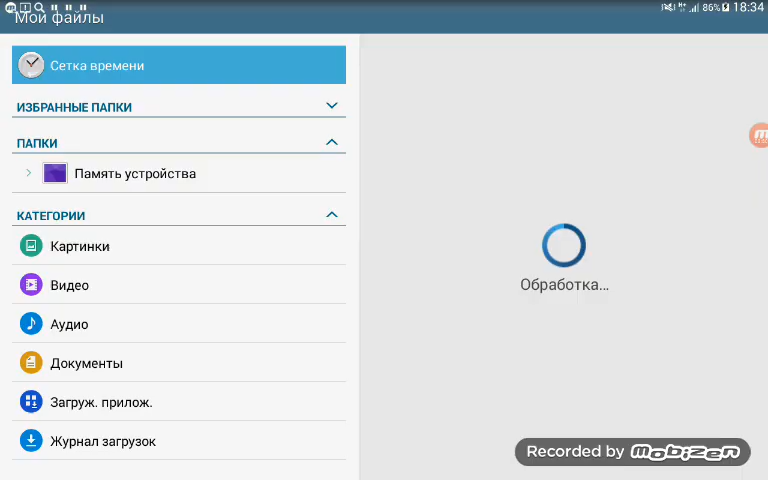 86% 18:34
Мои файлы
Сетка времени
ИЗБРАННЫЕ ПАПКИ
ПАПКИ
Память устройства
КАТЕГОРИИ
Картинки
Видео
Аудио
Документы
Загруж. прилож.
Журнал загрузок
Обработка...
Recorded by mobizen